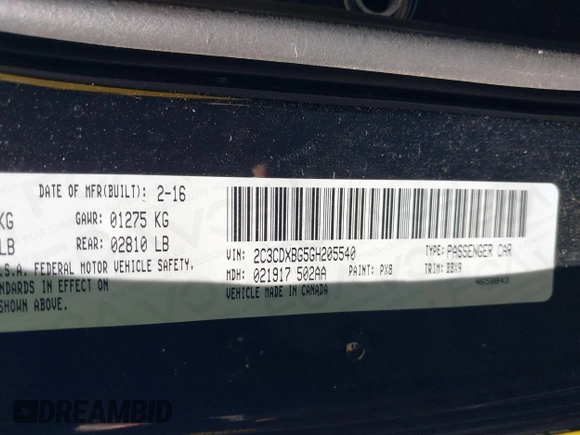 DATE OF MFR(BUILT): 2-16
KG GAWR: 01275 KG
LB REAR: 02810 LB
U.S.A. FEDERAL MOTOR VEHICLE SAFETY,
STANDARDS IN EFFECT ON
SHOWN ABOVE.
VIN: 2C3CDXBG5GH205540 TYPE: PASSENGER CAR
MDH: 021917 502AA PAINT: PX8 TRIM: BBX9
VEHICLE MADE IN CANADA
DREAMBID